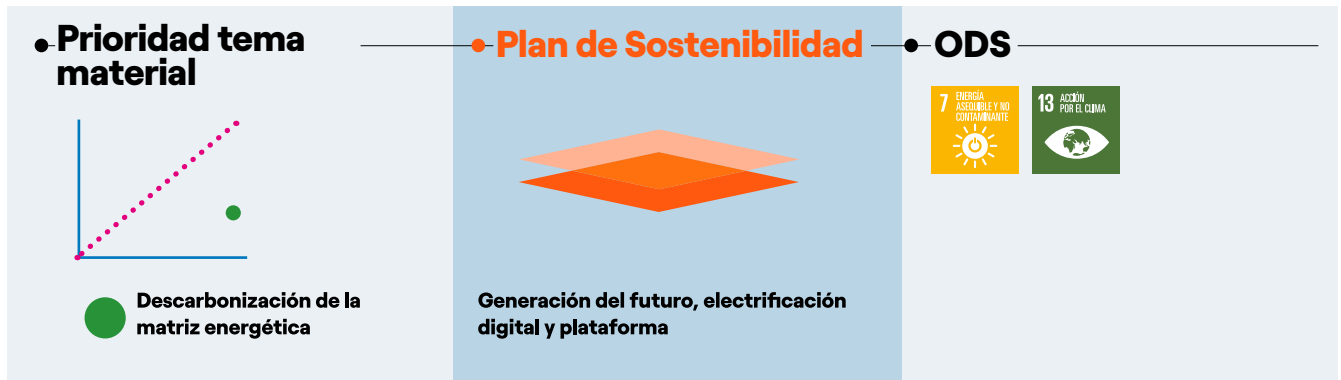 Prioridad tema
material
Plan de Sostenibilidad
ODS
7 ENERGÍA
ASEQUIBLE Y NO
CONTAMINANTE
13 ACCIÓN
POR EL CLIMA
Descarbonización de la
matriz energética
Generación del futuro, electrificación
digital y plataforma